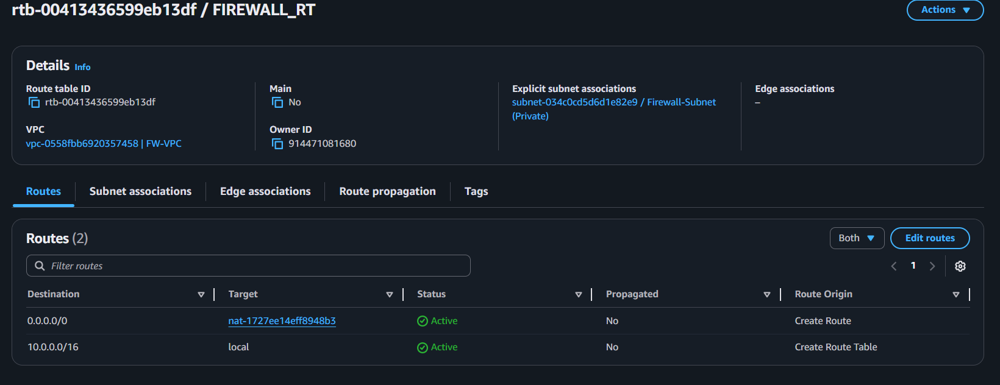 rtb-00413436599eb13df / FIREWALL_RT
Actions
Details Info
Route table ID
rtb-00413436599eb13df
Main
No
Explicit subnet associations
subnet-034c0cd5d6d1e82e9 / Firewall-Subnet
(Private)
Edge associations
–
VPC
vpc-0558fbb6920357458 | FW-VPC
Owner ID
914471081680
Routes Subnet associations Edge associations Route propagation Tags
Routes (2)
Both Edit routes
Filter routes
1
Destination Target Status Propagated Route Origin
0.0.0.0/0 nat-1727ee14eff8948b3 Active No Create Route
10.0.0.0/16 local Active No Create Route Table